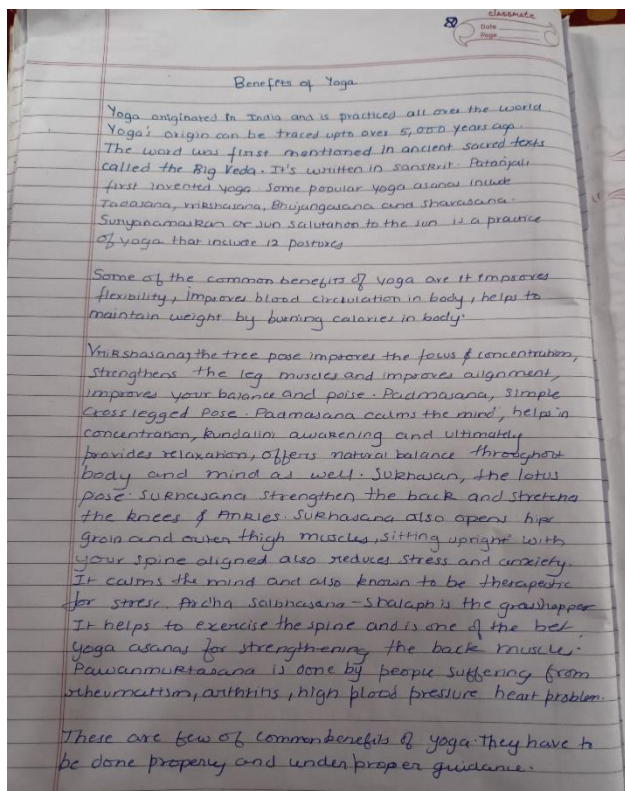 classmate
Date
Page
Benefits of Yoga
Yoga originated in India and is practiced all over the world
Yoga's origin can be traced upto over 5,000 years ago.
The word was first mentioned in ancient sacred texts
called the Rig Veda. It's written in sanskrit. Patanjali
first invented yoga. Some popular yoga asanas include
Tadasana, vrikshasana, Bhujangasana and Shavasana.
Suryanamaskar or sun salutation to the sun is a practice
of yoga that include 12 postures
Some of the common benefits of yoga are it improves
flexibility, improves blood circulation in body, helps to
maintain weight by burning calories in body.
Vrikshasana, the tree pose improves the focus & concentration,
strengthens the leg muscles and improves alignment,
improves your balance and poise. Padmasana, simple
cross legged pose. Padmasana calms the mind, helps in
concentration, kundalini awakening and ultimately
provides relaxation, offers natural balance throughout
body and mind as well. Sukhasan, the lotus
pose. Sukhasana strengthen the back and stretches
the knees & Ankles. Sukhasana also opens hips
groin and outer thigh muscles, sitting upright with
your spine aligned also reduces stress and anxiety.
It calms the mind and also known to be therapeutic
for stress. Ardha Salbhasana - Shalaph is the grasshopper
It helps to exercise the spine and is one of the best
yoga asanas for strengthening the back muscles.
Pawanmuktasana is done by people suffering from
rheumatism, arthritis, high blood pressure heart problem.
These are few of common benefits of yoga. They have to
be done properly and under proper guidance.